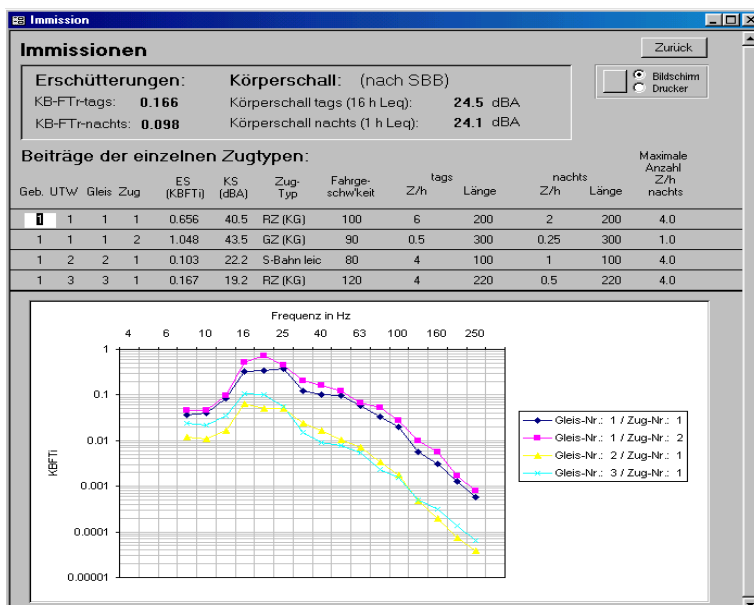 Immission
Immissionen
Zurück
Erschütterungen: Körperschall: (nach SBB)
KB-FTr-tags: 0.166 Körperschall tags (16 h Leq): 24.5 dBA
KB-FTr-nachts: 0.098 Körperschall nachts (1 h Leq): 24.1 dBA
Bildschirm
Drucker
Beiträge der einzelnen Zugtypen:
Geb. UTW Gleis Zug ES (KBFTi) KS (dBA) Zug-Typ Fahrge-schw'keit tags Z/h Länge nachts Z/h Länge Maximale Anzahl Z/h nachts
1 1 1 1 0.656 40.5 RZ (KG) 100 6 200 2 200 4.0
1 1 1 2 1.048 43.5 GZ (KG) 90 0.5 300 0.25 300 1.0
1 2 2 1 0.103 22.2 S-Bahn leic 80 4 100 1 100 4.0
1 3 3 1 0.167 19.2 RZ (KG) 120 4 220 0.5 220 4.0
Frequenz in Hz
4 6 10 16 25 40 63 100 160 250
1
0.1
0.01
0.001
0.0001
0.00001
KBFTi
Gleis-Nr.: 1 / Zug-Nr.: 1
Gleis-Nr.: 1 / Zug-Nr.: 2
Gleis-Nr.: 2 / Zug-Nr.: 1
Gleis-Nr.: 3 / Zug-Nr.: 1